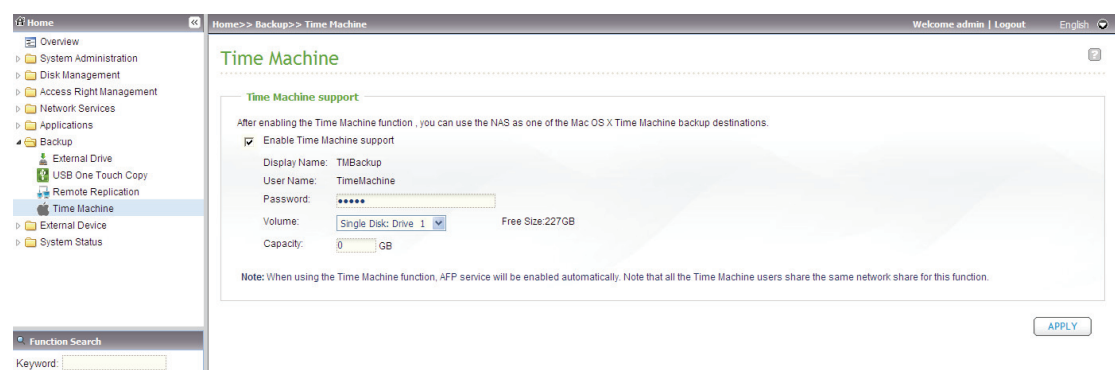 Home
Home>> Backup>> Time Machine
Welcome admin | Logout
English
Overview
System Administration
Disk Management
Access Right Management
Network Services
Applications
Backup
External Drive
USB One Touch Copy
Remote Replication
Time Machine
External Device
System Status
Function Search
Keyword:
Time Machine
Time Machine support
After enabling the Time Machine function , you can use the NAS as one of the Mac OS X Time Machine backup destinations.
Enable Time Machine support
Display Name: TMBackup
User Name: TimeMachine
Password: •••••
Volume: Single Disk: Drive 1 Free Size:227GB
Capacity: 0 GB
Note: When using the Time Machine function, AFP service will be enabled automatically. Note that all the Time Machine users share the same network share for this function.
APPLY